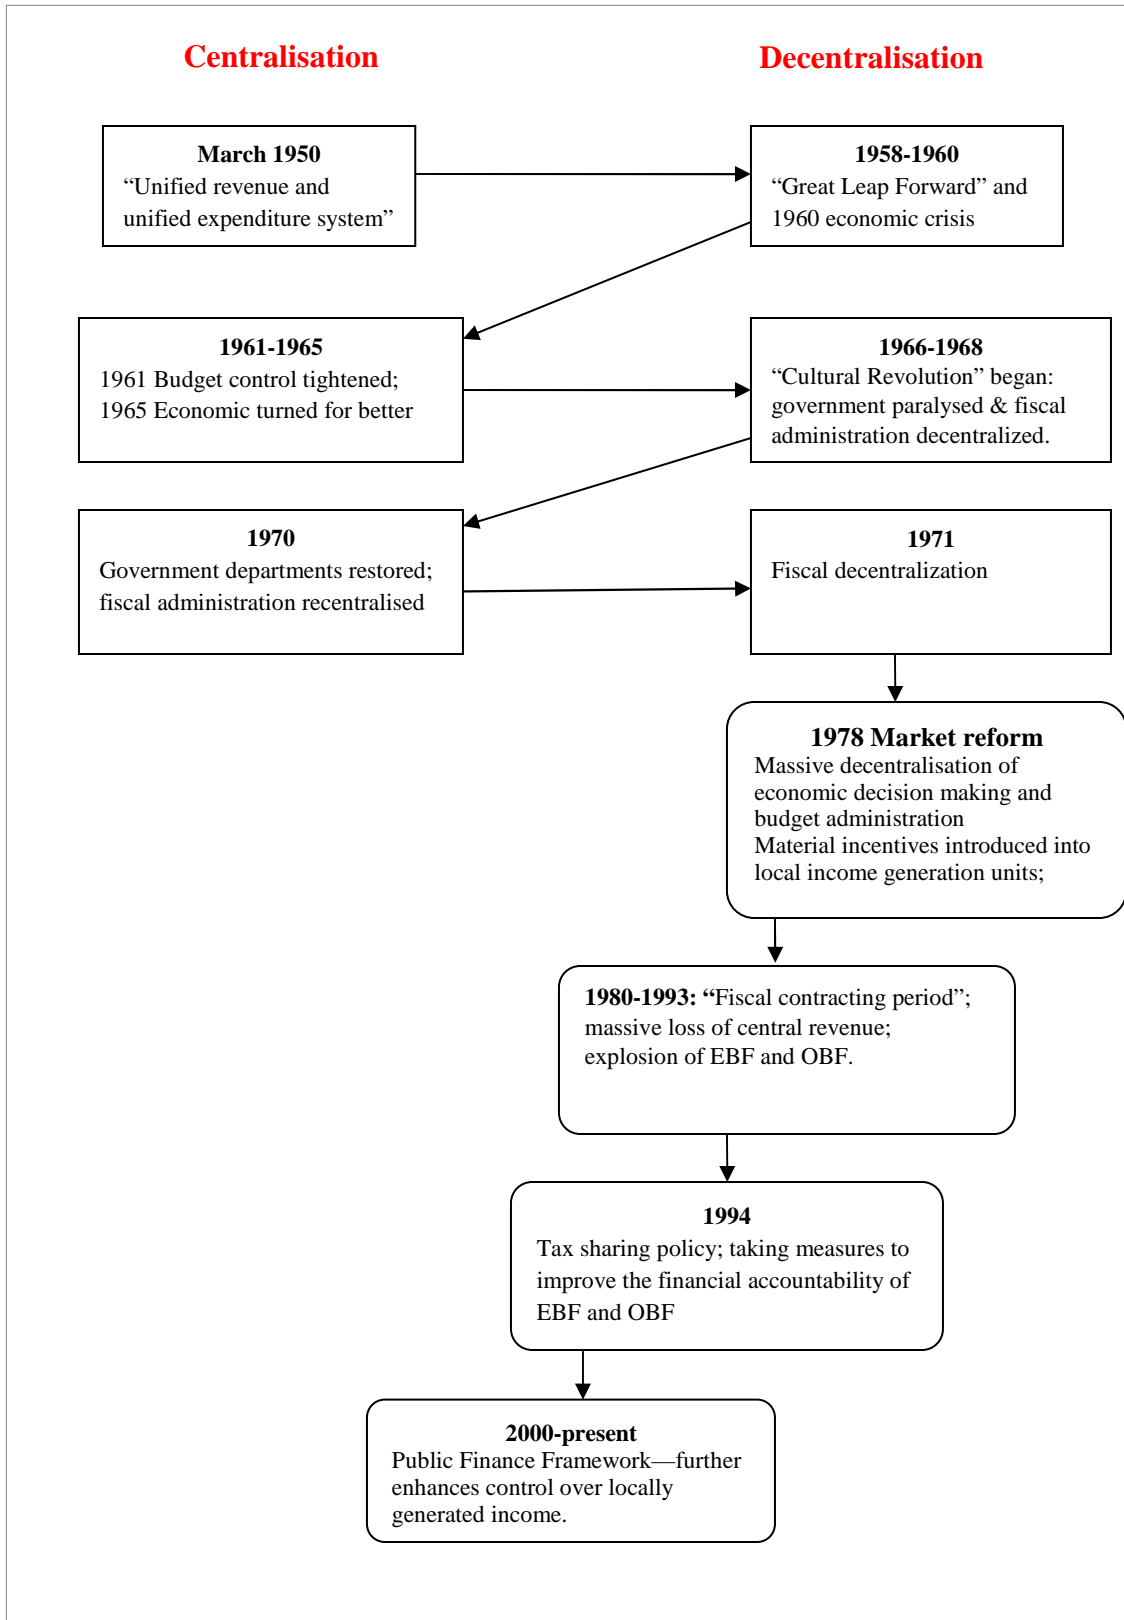 Centralisation
Decentralisation
March 1950
“Unified revenue and
unified expenditure system”
1958-1960
“Great Leap Forward” and
1960 economic crisis
1961-1965
1961 Budget control tightened;
1965 Economic turned for better
1966-1968
“Cultural Revolution” began:
government paralysed & fiscal
administration decentralized.
1970
Government departments restored;
fiscal administration recentralised
1971
Fiscal decentralization
1978 Market reform
Massive decentralisation of
economic decision making and
budget administration
Material incentives introduced into
local income generation units;
1980-1993: “Fiscal contracting period”;
massive loss of central revenue;
explosion of EBF and OBF.
1994
Tax sharing policy; taking measures to
improve the financial accountability of
EBF and OBF
2000-present
Public Finance Framework—further
enhances control over locally
generated income.